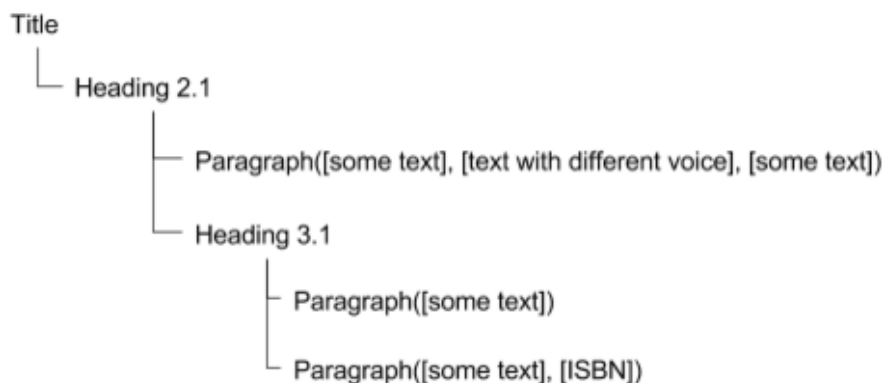 Title
Heading 2.1
Paragraph([some text], [text with different voice], [some text])
Heading 3.1
Paragraph([some text])
Paragraph([some text], [ISBN])